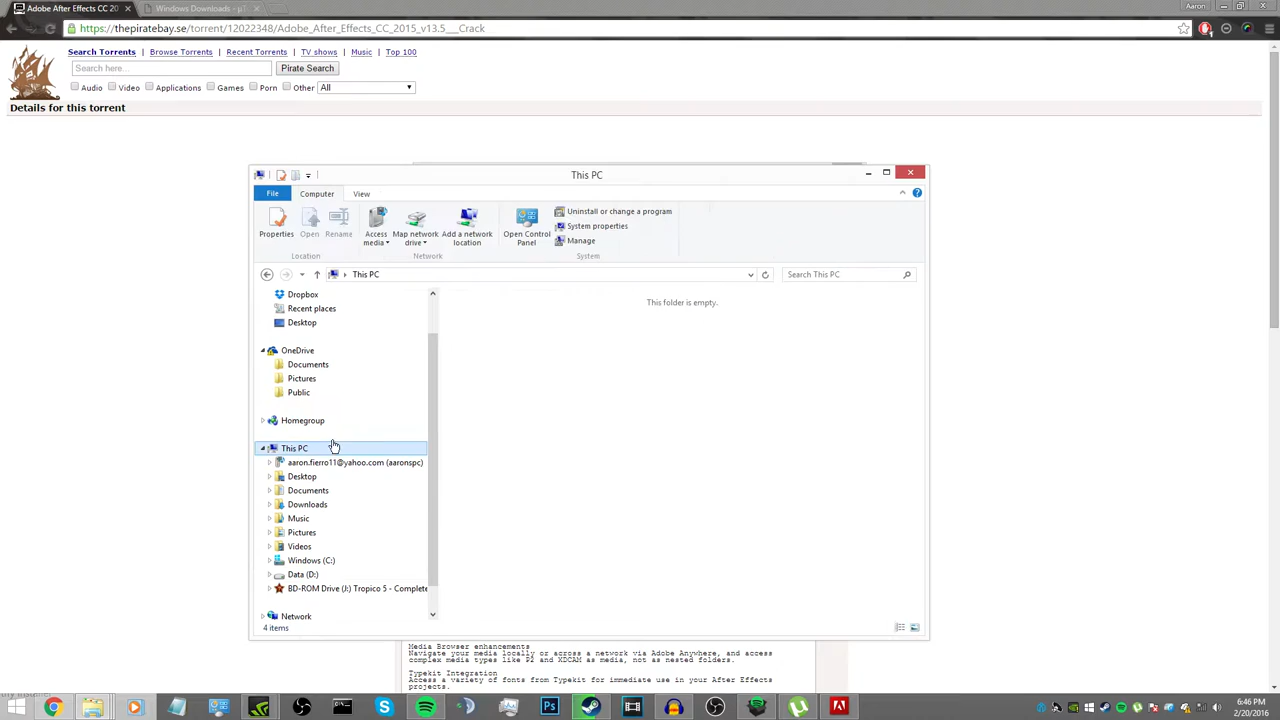 Adobe After Effects CC 20
Windows Downloads - p1
Aaron
https://thepiratebay.se/torrent/12022348/Adobe_After_Effects_CC_2015_v13.5___Crack
Search Torrents | Browse Torrents | Recent Torrents | TV shows | Music | Top 100
Search here... Pirate Search
Audio Video Applications Games Porn Other All
Details for this torrent
This PC
File Computer View
Properties Open Rename
Access media
Map network drive
Add a network location
Open Control Panel
Uninstall or change a program
System properties
Manage
Location Network System
This PC
Search This PC
Dropbox
Recent places
Desktop
This folder is empty.
OneDrive
Documents
Pictures
Public
Homegroup
This PC
aaron.fierro11@yahoo.com (aaronspc)
Desktop
Documents
Downloads
Music
Pictures
Videos
Windows (C:)
Data (D:)
BD-ROM Drive (J:) Tropico 5 - Complete
Network
4 items
Media Browser enhancements
Navigate your media locally or across a network via Adobe Anywhere, and access
complex media types like P2 and XDCAM as media, not as nested folders.
Typekit Integration
Access a variety of fonts from Typekit for immediate use in your After Effects
projects.
6:46 PM
2/20/2016